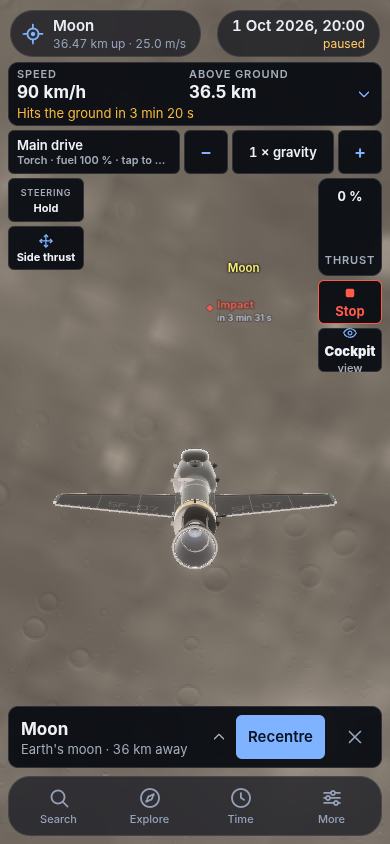 Moon
36.47 km up · 25.0 m/s
1 Oct 2026, 20:00
paused
SPEED
90 km/h
ABOVE GROUND
36.5 km
Hits the ground in 3 min 20 s
Main drive
Torch · fuel 100 % · tap to ...
−
1 × gravity
+
STEERING
Hold
Side thrust
0 %
THRUST
Stop
Cockpit
view
Moon
Impact
in 3 min 31 s
Moon
Earth's moon · 36 km away
Recentre
Search
Explore
Time
More